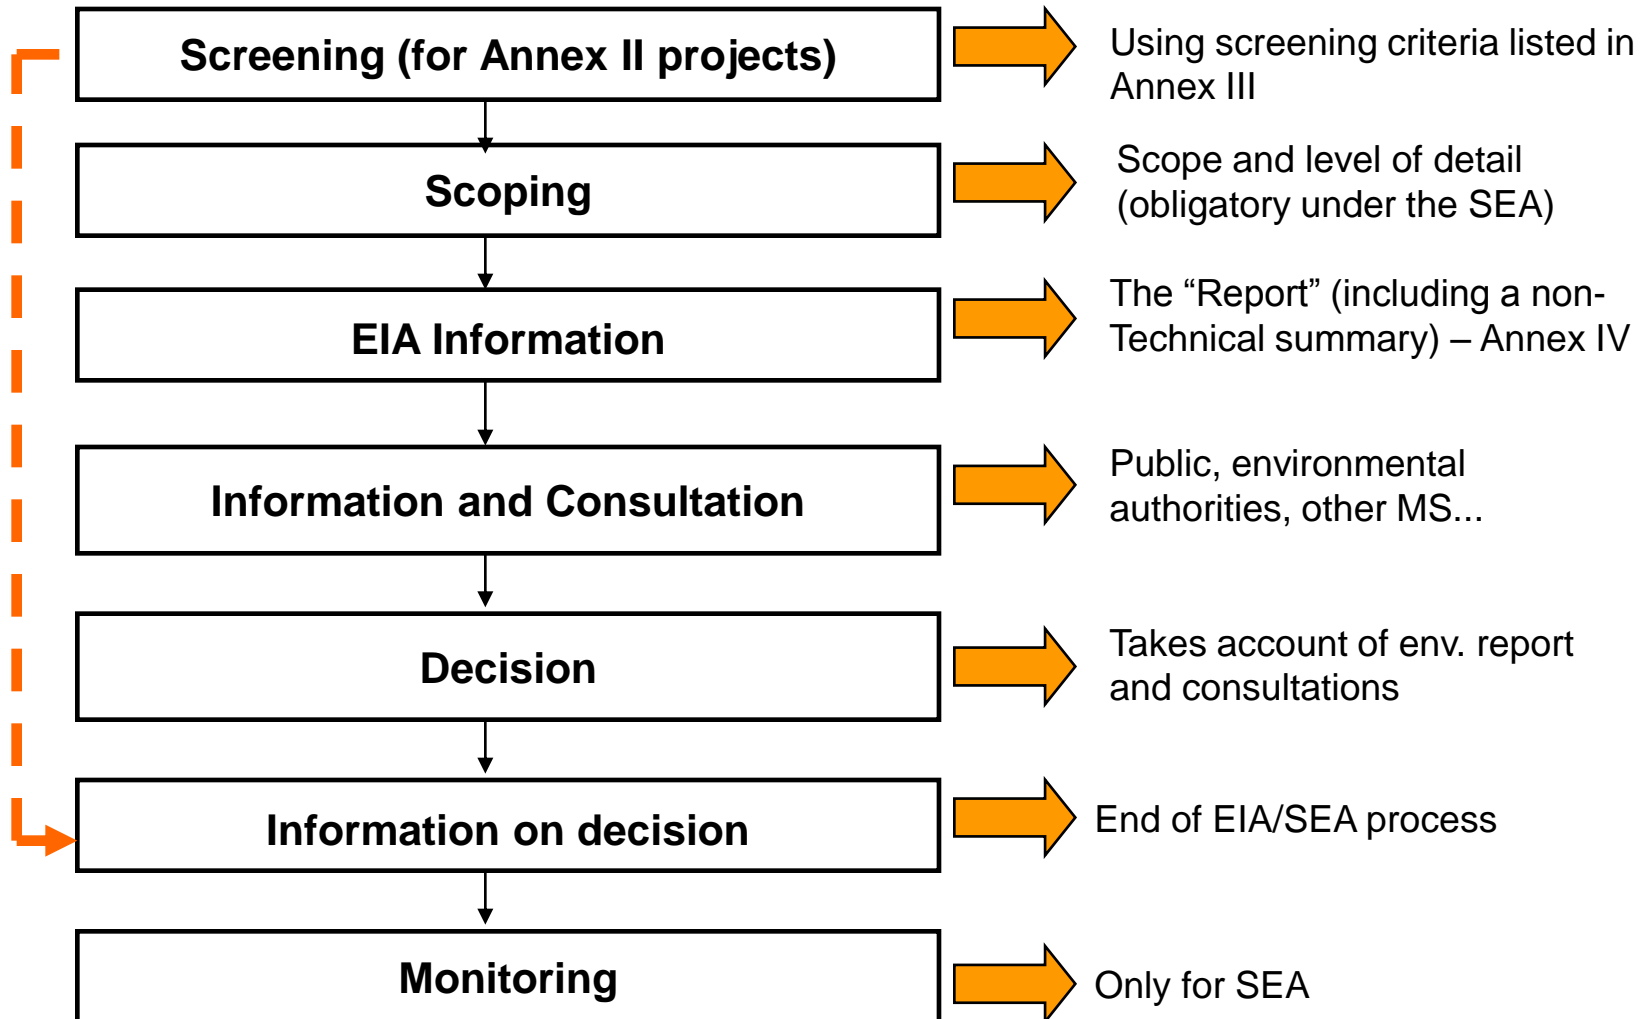 Screening (for Annex II projects)
Using screening criteria listed in
Annex III
Scoping
Scope and level of detail
(obligatory under the SEA)
EIA Information
The “Report” (including a non-
Technical summary) – Annex IV
Information and Consultation
Public, environmental
authorities, other MS...
Decision
Takes account of env. report
and consultations
Information on decision
End of EIA/SEA process
Monitoring
Only for SEA